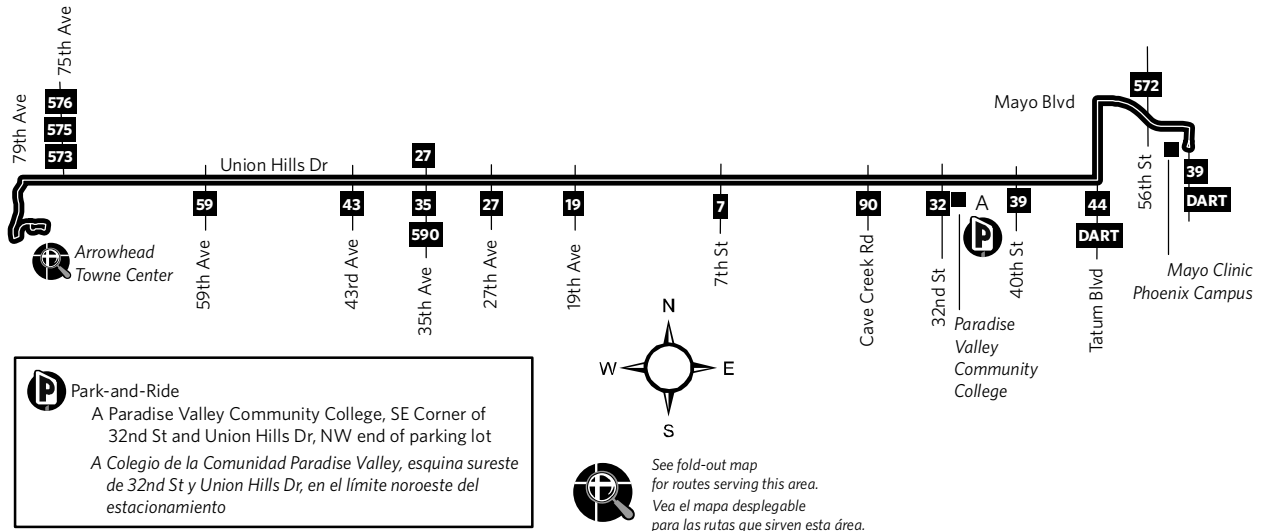 75th Ave
79th Ave
576
575
573
Union Hills Dr
27
Mayo Blvd
572
56th St
39
DART
59
43
35
590
27
19
7
90
32
A
39
44
DART
Arrowhead
Towne Center
59th Ave
43rd Ave
35th Ave
27th Ave
19th Ave
7th St
Cave Creek Rd
32nd St
40th St
Tatum Blvd
Mayo Clinic
Phoenix Campus
Paradise
Valley
Community
College
N
W
E
S
P
P
Park-and-Ride
A Paradise Valley Community College, SE Corner of
32nd St and Union Hills Dr, NW end of parking lot
A Colegio de la Comunidad Paradise Valley, esquina sureste
de 32nd St y Union Hills Dr, en el límite noroeste del
estacionamiento
See fold-out map
for routes serving this area.
Vea el mapa desplegable
para las rutas que sirven esta área.